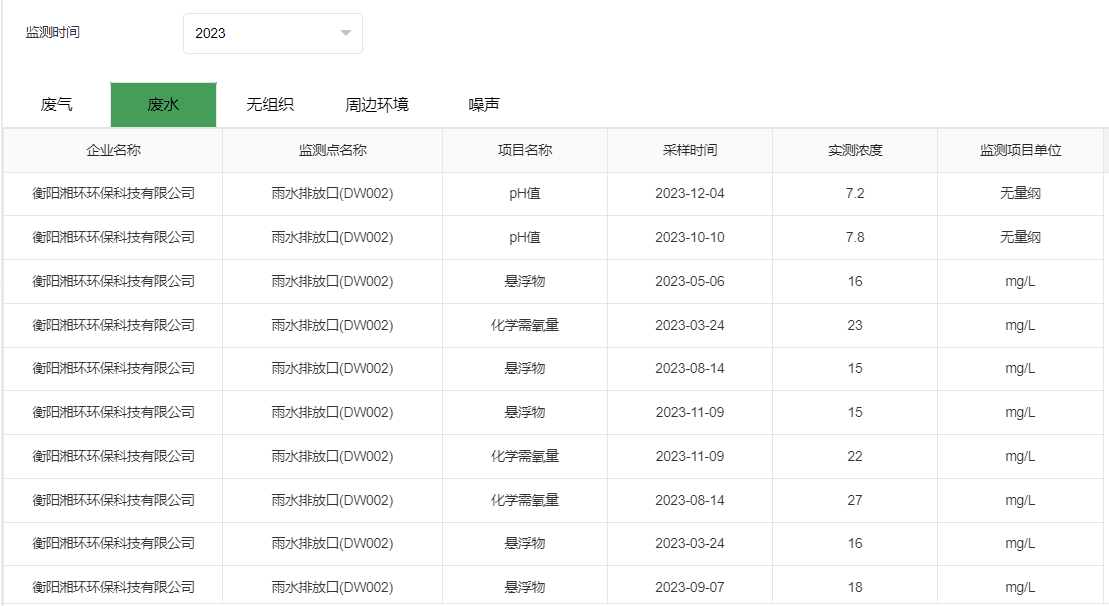 监测时间 2023
废气 废水 无组织 周边环境 噪声
企业名称 监测点名称 项目名称 采样时间 实测浓度 监测项目单位
衡阳湘环环保科技有限公司 雨水排放口(DW002) pH值 2023-12-04 7.2 无量纲
衡阳湘环环保科技有限公司 雨水排放口(DW002) pH值 2023-10-10 7.8 无量纲
衡阳湘环环保科技有限公司 雨水排放口(DW002) 悬浮物 2023-05-06 16 mg/L
衡阳湘环环保科技有限公司 雨水排放口(DW002) 化学需氧量 2023-03-24 23 mg/L
衡阳湘环环保科技有限公司 雨水排放口(DW002) 悬浮物 2023-08-14 15 mg/L
衡阳湘环环保科技有限公司 雨水排放口(DW002) 悬浮物 2023-11-09 15 mg/L
衡阳湘环环保科技有限公司 雨水排放口(DW002) 化学需氧量 2023-11-09 22 mg/L
衡阳湘环环保科技有限公司 雨水排放口(DW002) 化学需氧量 2023-08-14 27 mg/L
衡阳湘环环保科技有限公司 雨水排放口(DW002) 悬浮物 2023-03-24 16 mg/L
衡阳湘环环保科技有限公司 雨水排放口(DW002) 悬浮物 2023-09-07 18 mg/L